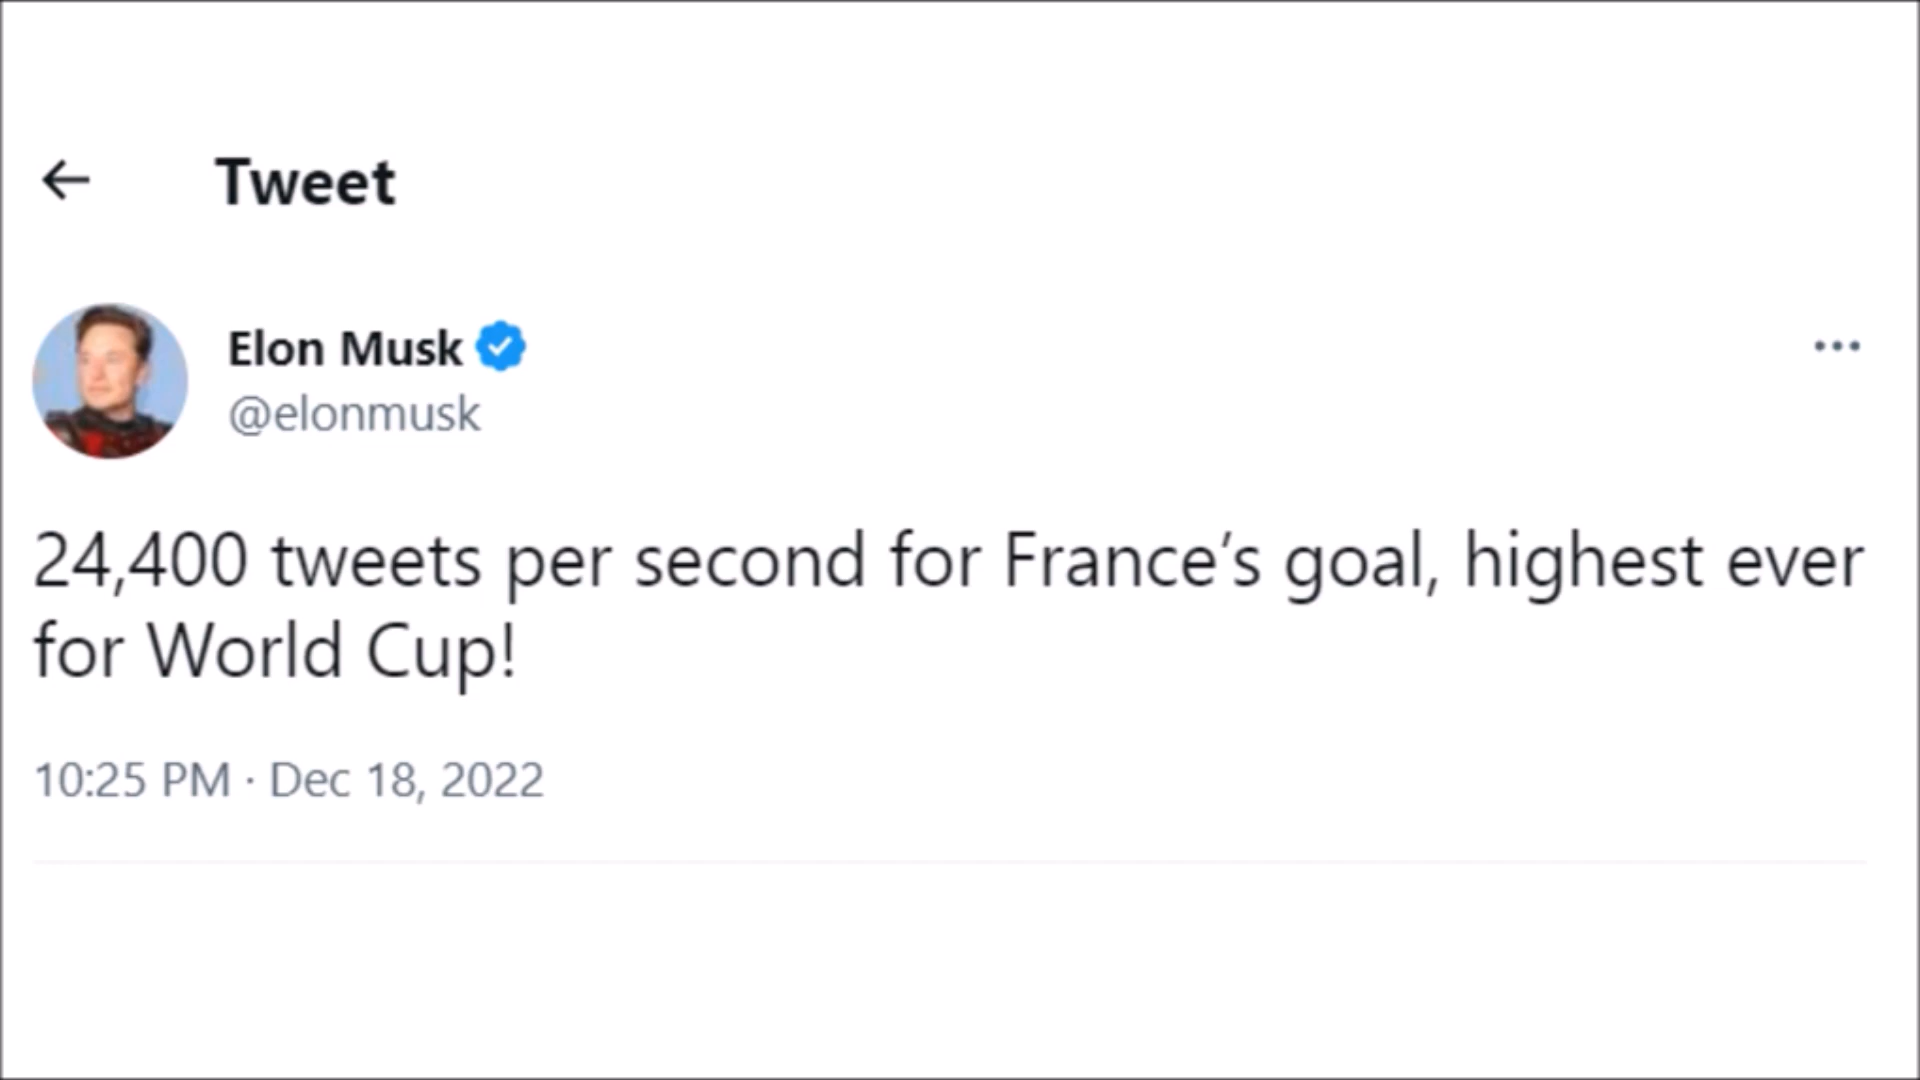 Tweet
Elon Musk
@elonmusk
24,400 tweets per second for France’s goal, highest ever
for World Cup!
10:25 PM · Dec 18, 2022